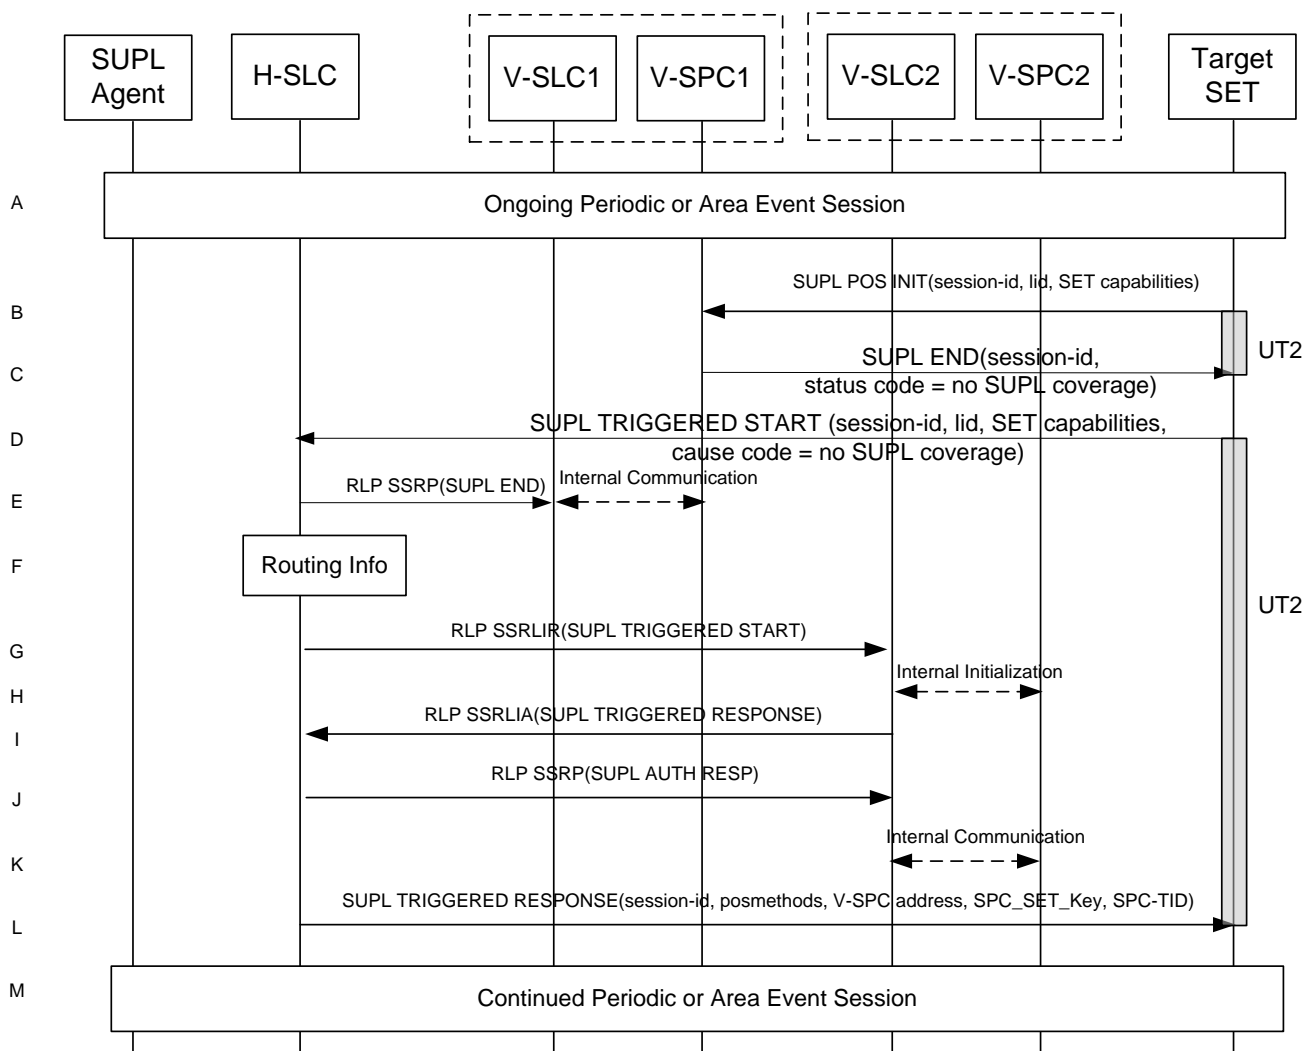 SUPL
Agent
H-SLC
V-SLC1
V-SPC1
V-SLC2
V-SPC2
Target
SET
A
Ongoing Periodic or Area Event Session
SUPL POS INIT(session-id, lid, SET capabilities)
B
UT2
SUPL END(session-id,
C
status code = no SUPL coverage)
SUPL TRIGGERED START (session-id, lid, SET capabilities,
D
cause code = no SUPL coverage)
RLP SSRP(SUPL END)
Internal Communication
E
F
Routing Info
UT2
RLP SSRLIR(SUPL TRIGGERED START)
G
Internal Initialization
H
RLP SSRLIA(SUPL TRIGGERED RESPONSE)
I
RLP SSRP(SUPL AUTH RESP)
J
Internal Communication
K
SUPL TRIGGERED RESPONSE(session-id, posmethods, V-SPC address, SPC_SET_Key, SPC-TID)
L
M
Continued Periodic or Area Event Session